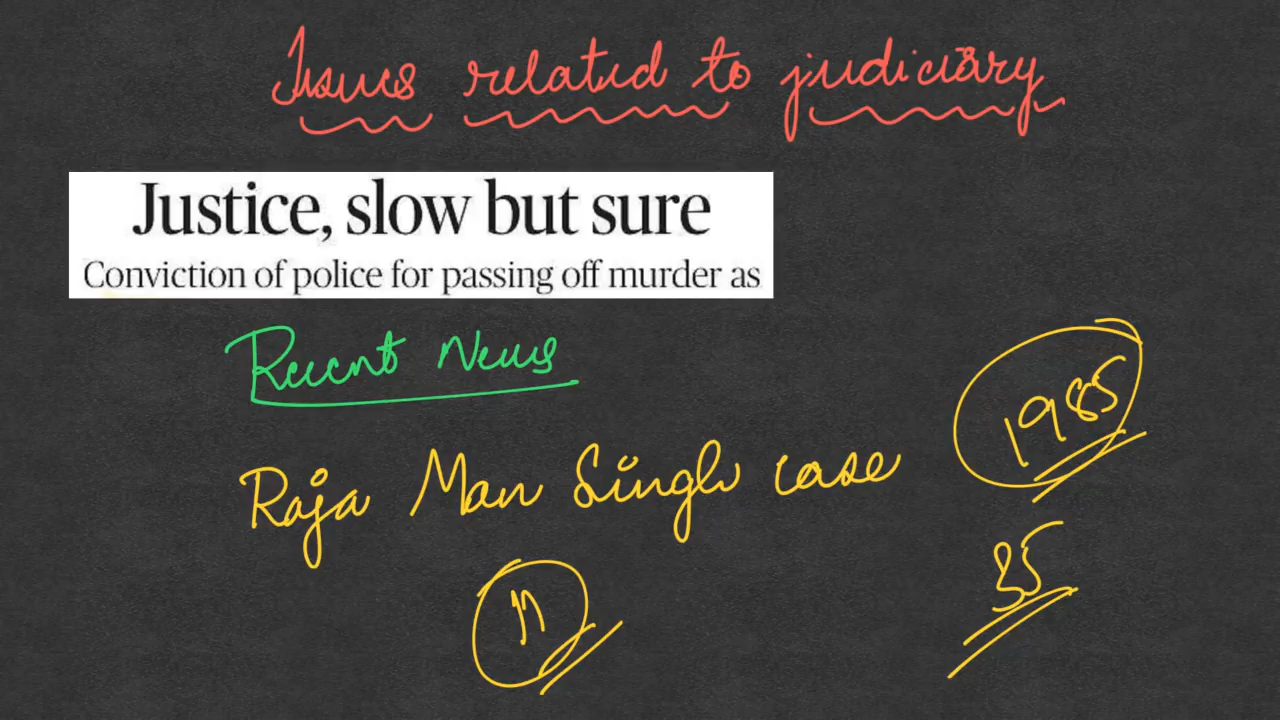 Issues related to judiciary
Justice, slow but sure
Conviction of police for passing off murder as
Recent News
1985
Raja Man Singh case
35
11